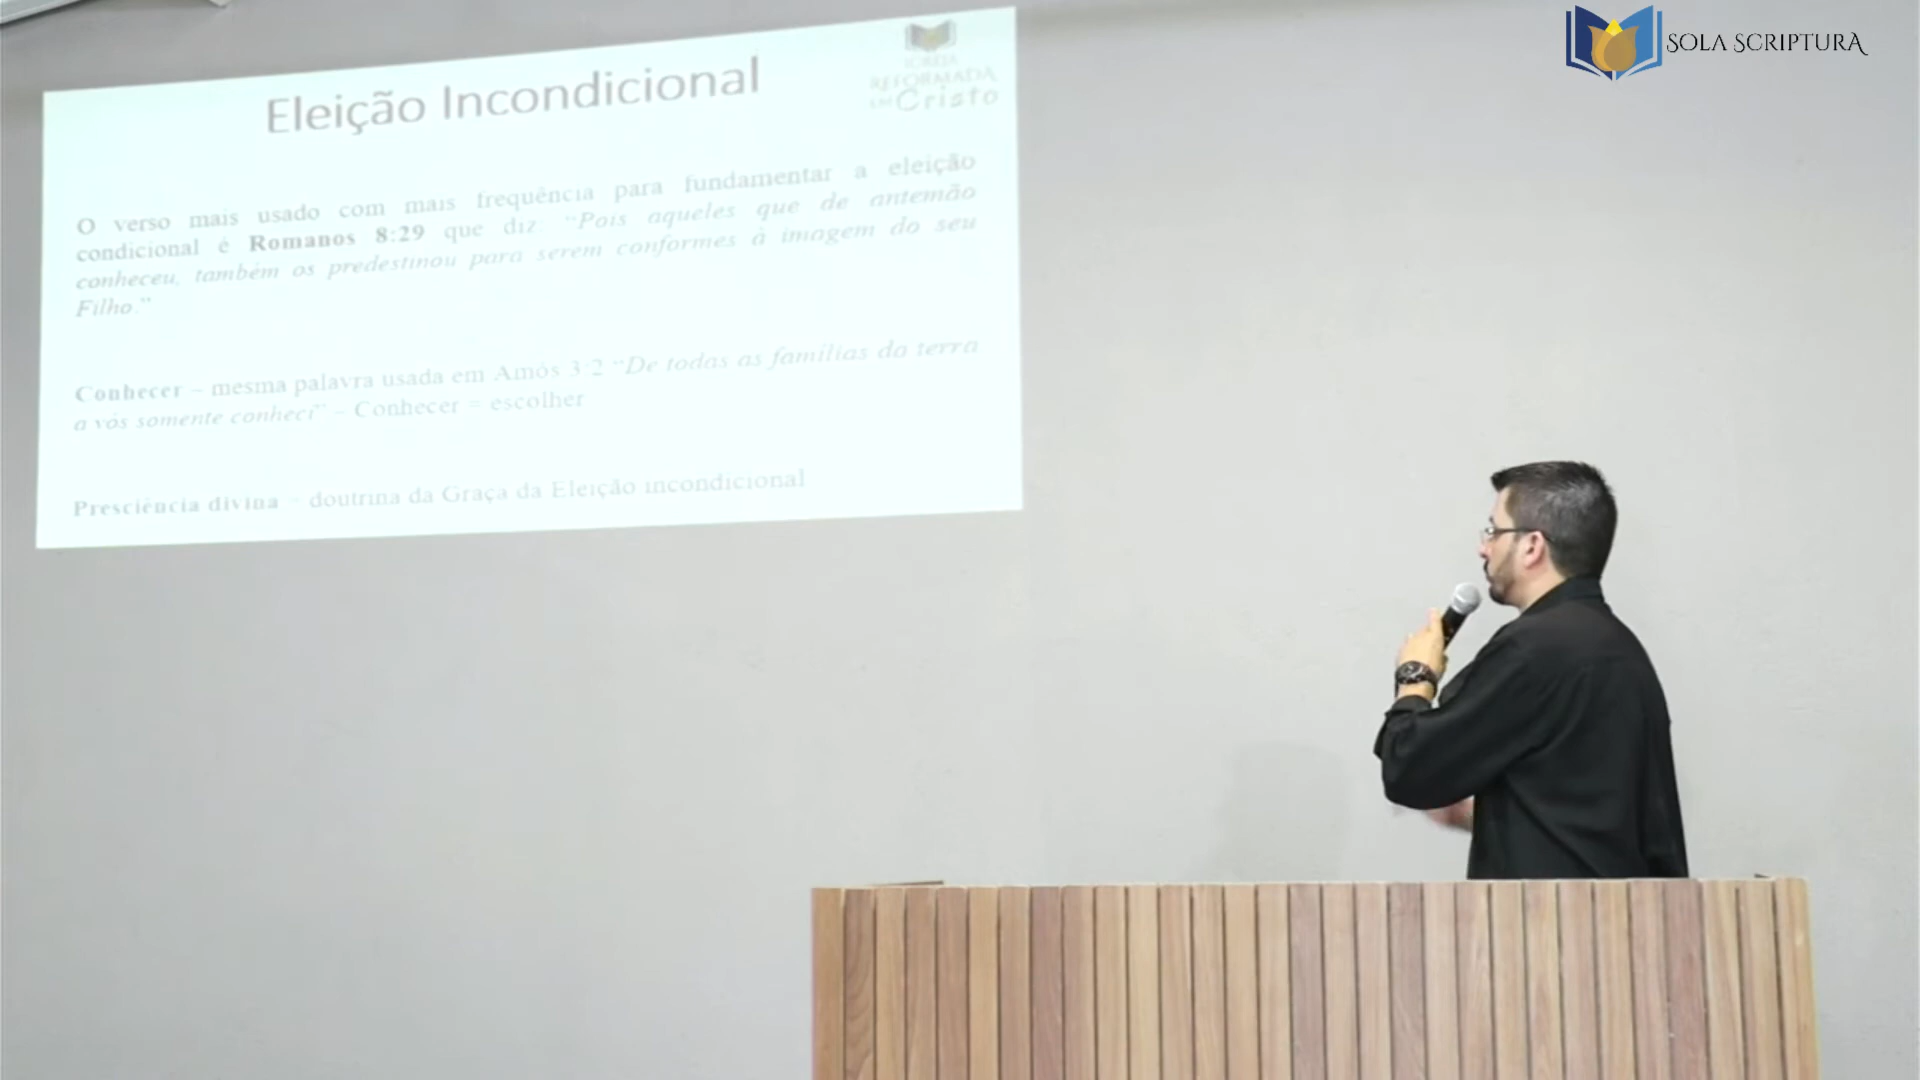 SOLA SCRIPTURA
IGREJA
REFORMADA
EM Cristo
Eleição Incondicional
O verso mais usado com mais frequência para fundamentar a eleição
condicional é Romanos 8:29 que diz: “Pois aqueles que de antemão
conheceu, também os predestinou para serem conformes à imagem do seu
Filho.”
Conhecer – mesma palavra usada em Amós 3:2 “De todas as famílias da terra
a vós somente conheci” – Conhecer = escolher
Presciência divina – doutrina da Graça da Eleição incondicional